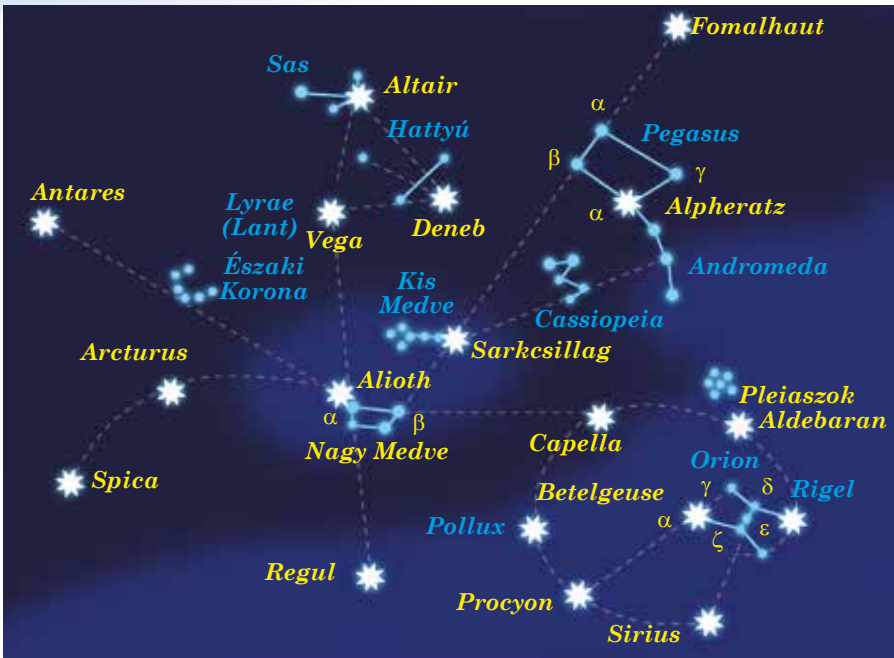 Fomalhaut
Sas
Altair
α
Hattyú
Pegasus
β
γ
Antares
Lyrae
(Lant)
Vega
Deneb
α
Alpheratz
Északi
Korona
Kis
Medve
Andromeda
Cassiopeia
Sarkcsillag
Arcturus
Alioth
α
β
Nagy Medve
Pleiaszok
Aldebaran
Capella
Spica
Orion
Betelgeuse
γ
δ
Rigel
Pollux
α
ζ
ε
Regul
Procyon
Sirius